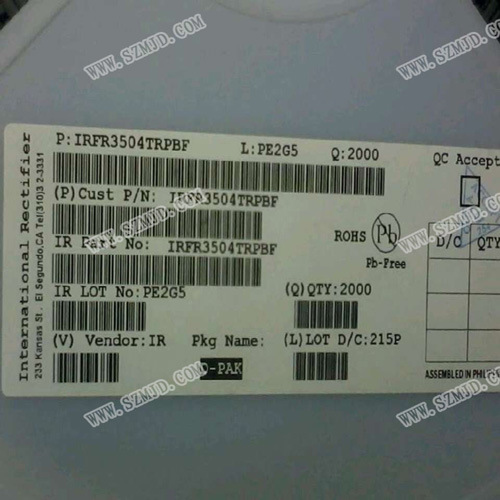 P:IRFR3504TRPBF L:PE2G5 Q:2000 QC Accept
(P)Cust P/N: IRFR3504TRPBF
IR Part No: IRFR3504TRPBF
ROHS Pb
Pb-Free
D/C QTY
IR LOT No:PE2G5 (Q)QTY:2000
(V) Vendor:IR Pkg Name: (L)LOT D/C:215P
D-PAK
ASSEMBLED IN PHIL
International Rectifier
233 Kansas St. El Segundo,CA Tel(310)3 2-3331
WWW.SZMJD.COM
WWW.SZMJD.COM
WWW.SZMJD.COM
WWW.SZMJD.COM
WWW.SZMJD.COM